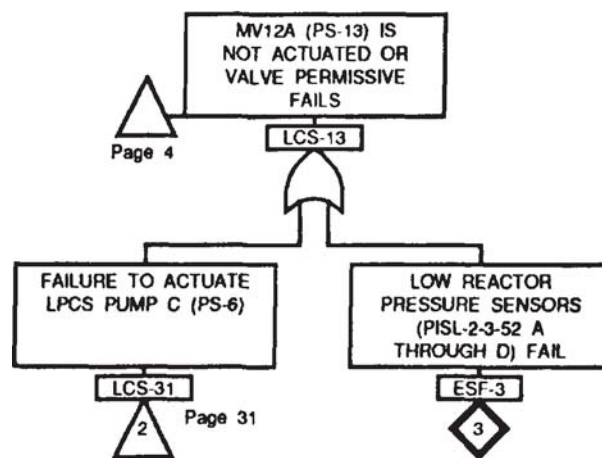 MV12A (PS-13) IS
NOT ACTUATED OR
VALVE PERMISSIVE
FAILS
Page 4
LCS-13
FAILURE TO ACTUATE
LPCS PUMP C (PS-6)
LCS-31
2
Page 31
LOW REACTOR
PRESSURE SENSORS
(PISL-2-3-52 A
THROUGH D) FAIL
ESF-3
3